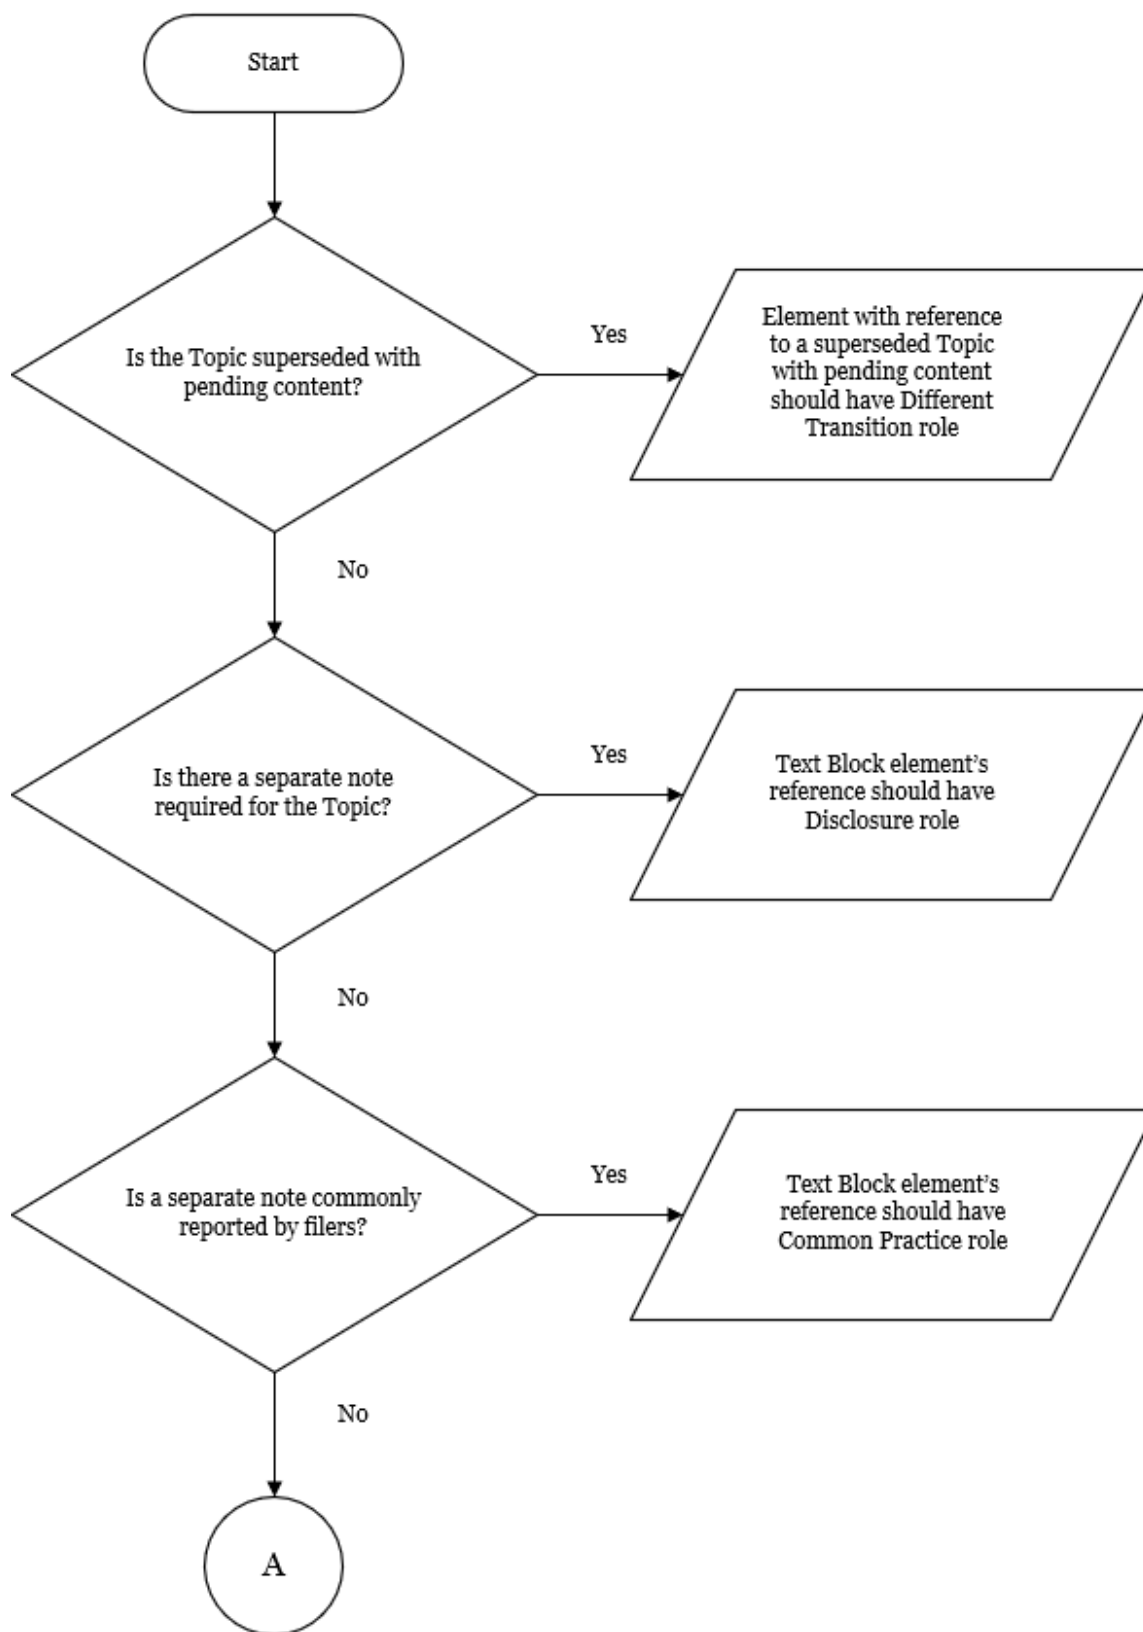 Start
Is the Topic superseded with
pending content?
Yes
Element with reference
to a superseded Topic
with pending content
should have Different
Transition role
No
Is there a separate note
required for the Topic?
Yes
Text Block element’s
reference should have
Disclosure role
No
Is a separate note commonly
reported by filers?
Yes
Text Block element’s
reference should have
Common Practice role
No
A